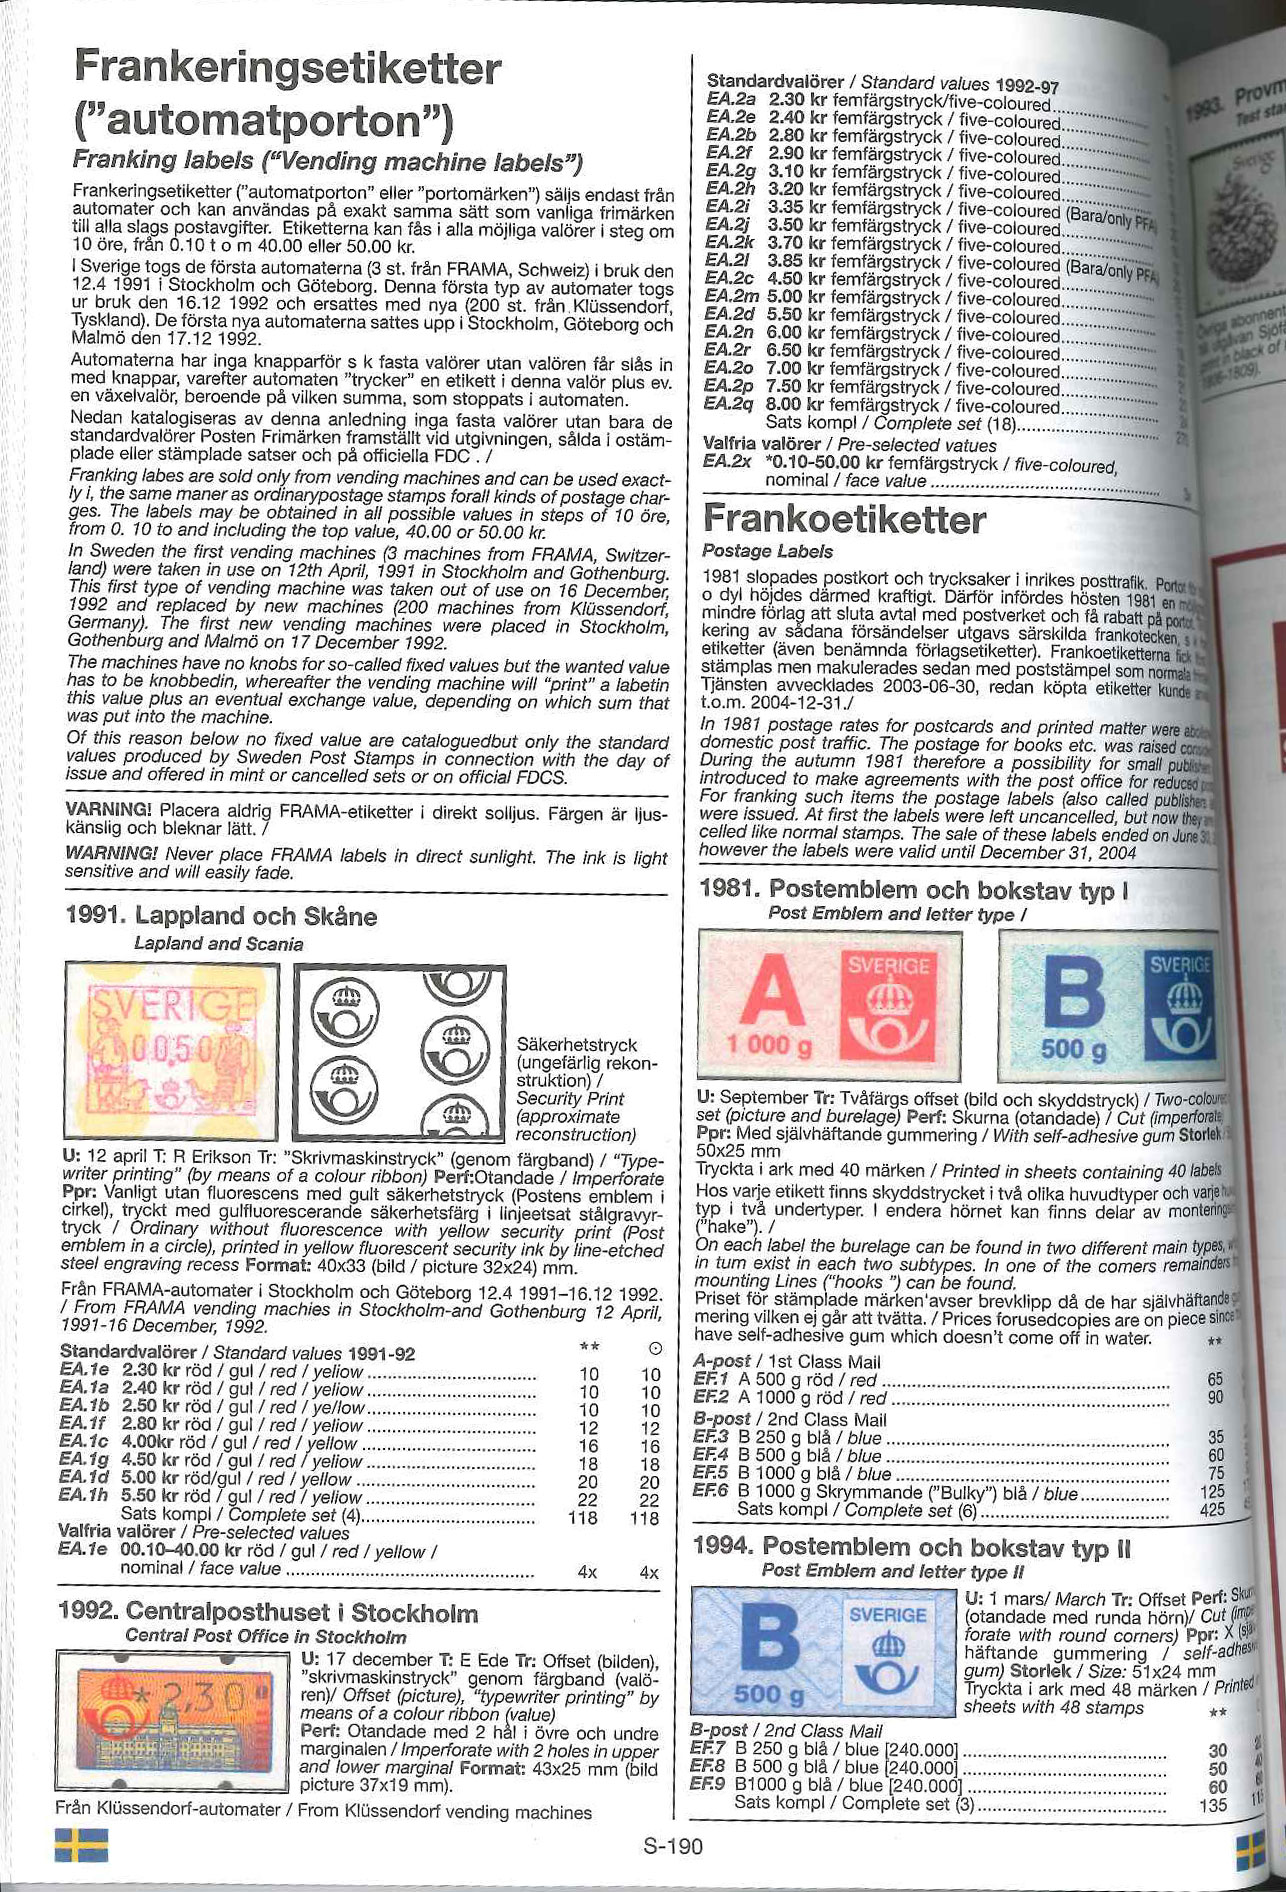 Frankeringsetiketter
("automatporton")
Franking labels ("Vending machine labels")
Frankeringsetiketter ("automatporton" eller "portomärken") säljs endast från
automater och kan användas på exakt samma sätt som vanliga frimärken
till alla slags postavgifter. Etiketterna kan fås i alla möjliga valörer i steg om
10 öre, från 0.10 t o m 40.00 eller 50.00 kr.
I Sverige togs de första automaterna (3 st. från FRAMA, Schweiz) i bruk den
12.4 1991 i Stockholm och Göteborg. Denna första typ av automater togs
ur bruk den 16.12 1992 och ersattes med nya (200 st. från Klüssendorf,
Tyskland). De första nya automaterna sattes upp i Stockholm, Göteborg och
Malmö den 17.12 1992.
Automaterna har inga knapparför s k fasta valörer utan valören får slås in
med knappar, varefter automaten "trycker" en etikett i denna valör plus ev.
en växelvalör, beroende på vilken summa, som stoppats i automaten.
Nedan katalogiseras av denna anledning inga fasta valörer utan bara de
standardvalörer Posten Frimärken framställt vid utgivningen, sålda i ostäm-
plade eller stämplade satser och på officiella FDC . /
Franking labes are sold only from vending machines and can be used exact-
ly i, the same maner as ordinarypostage stamps forall kinds of postage char-
ges. The labels may be obtained in all possible values in steps of 10 öre,
from 0. 10 to and including the top value, 40.00 or 50.00 kr.
In Sweden the first vending machines (3 machines from FRAMA, Switzer-
land) were taken in use on 12th April, 1991 in Stockholm and Gothenburg.
This first type of vending machine was taken out of use on 16 December,
1992 and replaced by new machines (200 machines from Klüssendorf,
Germany). The first new vending machines were placed in Stockholm,
Gothenburg and Malmö on 17 December 1992.
The machines have no knobs for so-called fixed values but the wanted value
has to be knobbedin, whereafter the vending machine will "print" a labetin
this value plus an eventual exchange value, depending on which sum that
was put into the machine.
Of this reason below no fixed value are cataloguedbut only the standard
values produced by Sweden Post Stamps in connection with the day of
issue and offered in mint or cancelled sets or on official FDCS.
VARNING! Placera aldrig FRAMA-etiketter i direkt solljus. Färgen är ljus-
känslig och bleknar lätt. /
WARNING! Never place FRAMA labels in direct sunlight. The ink is light
sensitive and will easily fade.
1991. Lappland och Skåne
Lapland and Scania
SVERIGE
00.50
Säkerhetstryck
(ungefärlig rekon-
struktion) /
Security Print
(approximate
reconstruction)
U: 12 april T: R Erikson Tr: "Skrivmaskinstryck" (genom färgband) / "Type-
writer printing" (by means of a colour ribbon) Perf:Otandade / Imperforate
Ppr: Vanligt utan fluorescens med gult säkerhetstryck (Postens emblem i
cirkel), tryckt med gulfluorescerande säkerhetsfärg i linjeetsat stålgravyr-
tryck / Ordinary without fluorescence with yellow security print (Post
emblem in a circle), printed in yellow fluorescent security ink by line-etched
steel engraving recess Format: 40x33 (bild / picture 32x24) mm.
Från FRAMA-automater i Stockholm och Göteborg 12.4 1991-16.12 1992.
/ From FRAMA vending machies in Stockholm-and Gothenburg 12 April,
1991-16 December, 1992.
Standardvalörer / Standard values 1991-92 ** ⊙
EA.1e 2.30 kr röd / gul / red / yellow 10 10
EA.1a 2.40 kr röd / gul / red / yellow 10 10
EA.1b 2.50 kr röd / gul / red / ye/low 10 10
EA.1f 2.80 kr röd / gul / red / yellow 12 12
EA.1c 4.00kr röd / gul / red / yellow 16 16
EA.1g 4.50 kr röd / gul / red / yellow 18 18
EA.1d 5.00 kr röd/gul / red / yellow 20 20
EA.1h 5.50 kr röd / gul / red / yellow 22 22
Sats kompl / Complete set (4) 118 118
Valfria valörer / Pre-selected values
EA.1e 00.10-40.00 kr röd / gul / red / yellow /
nominal / face value 4x 4x
1992. Centralposthuset i Stockholm
Central Post Office in Stockholm
*2,30
U: 17 december T: E Ede Tr: Offset (bilden),
"skrivmaskinstryck" genom färgband (valö-
ren)/ Offset (picture), "typewriter printing" by
means of a colour ribbon (value)
Perf: Otandade med 2 hål i övre och undre
marginalen / Imperforate with 2 holes in upper
and lower marginal Format: 43x25 mm (bild
picture 37x19 mm).
Från Klüssendorf-automater / From Klüssendorf vending machines
Standardvalörer / Standard values 1992-97
EA.2a 2.30 kr femfärgstryck/five-coloured
EA.2e 2.40 kr femfärgstryck / five-coloured
EA.2b 2.80 kr femfärgstryck / five-coloured
EA.2f 2.90 kr femfärgstryck / five-coloured
EA.2g 3.10 kr femfärgstryck / five-coloured
EA.2h 3.20 kr femfärgstryck / five-coloured
EA.2i 3.35 kr femfärgstryck / five-coloured (Bara/only PFA)
EA.2j 3.50 kr femfärgstryck / five-coloured
EA.2k 3.70 kr femfärgstryck / five-coloured
EA.2l 3.85 kr femfärgstryck / five-coloured (Bara/only PFA)
EA.2c 4.50 kr femfärgstryck / five-coloured
EA.2m 5.00 kr femfärgstryck / five-coloured
EA.2d 5.50 kr femfärgstryck / five-coloured
EA.2n 6.00 kr femfärgstryck / five-coloured
EA.2r 6.50 kr femfärgstryck / five-coloured
EA.2o 7.00 kr femfärgstryck / five-coloured
EA.2p 7.50 kr femfärgstryck / five-coloured
EA.2q 8.00 kr femfärgstryck / five-coloured
Sats kompl / Complete set (18)
Valfria valörer / Pre-selected vatues
EA.2x *0.10-50.00 kr femfärgstryck / five-coloured,
nominal / face value
Frankoetiketter
Postage Labels
1981 slopades postkort och trycksaker i inrikes posttrafik.
o dyl höjdes därmed kraftigt. Därför infördes hösten 1981 en
mindre förlag att sluta avtal med postverket och få rabatt på
kering av sådana försändelser utgavs särskilda frankotecken, s
etiketter (även benämnda förlagsetiketter). Frankoetiketterna fick
stämplas men makulerades sedan med poststämpel som normala
Tjänsten avvecklades 2003-06-30, redan köpta etiketter kunde
t.o.m. 2004-12-31./
In 1981 postage rates for postcards and printed matter were
domestic post traffic. The postage for books etc. was raised
During the autumn 1981 therefore a possibility for small
introduced to make agreements with the post office for reduced
For franking such items the postage labels (also called
were issued. At first the labels were left uncancelled, but now they
celled like normal stamps. The sale of these labels ended on June 30,
however the labels were valid until December 31, 2004
1981. Postemblem och bokstav typ I
Post Emblem and letter type I
A SVERIGE
1 000 g
B SVERIGE
500 g
U: September Tr: Tvåfärgs offset (bild och skyddstryck) / Two-coloured
set (picture and burelage) Perf: Skurna (otandade) / Cut (imperforate)
Ppr: Med självhäftande gummering / With self-adhesive gum Storlek
50x25 mm
Tryckta i ark med 40 märken / Printed in sheets containing 40 labels
Hos varje etikett finns skyddstrycket i två olika huvudtyper och varje
typ i två undertyper. I endera hörnet kan finns delar av monterings
("hake"). /
On each label the burelage can be found in two different main types,
in turn exist in each two subtypes. In one of the comers remainders
mounting Lines ("hooks ") can be found.
Priset för stämplade märken'avser brevklipp då de har självhäftande
mering vilken ej går att tvätta. / Prices forusedcopies are on piece since
have self-adhesive gum which doesn't come off in water. **
A-post / 1st Class Mail
EF.1 A 500 g röd / red 65
EF.2 A 1000 g röd / red 90
B-post / 2nd Class Mail
EF.3 B 250 g blå / blue 35
EF.4 B 500 g blå / blue 60
EF.5 B 1000 g blå / blue 75
EF.6 B 1000 g Skrymmande ("Bulky") blå / blue 125
Sats kompl / Complete set (6) 425
1994. Postemblem och bokstav typ II
Post Emblem and letter type II
B SVERIGE
500 g
U: 1 mars/ March Tr: Offset Perf:
(otandade med runda hörn)/ Cut
forate with round corners) Ppr: X
häftande gummering / self-adhes
gum) Storlek / Size: 51x24 mm
Tryckta i ark med 48 märken / Printed
sheets with 48 stamps **
B-post / 2nd Class Mail
EF.7 B 250 g blå / blue [240.000] 30
EF.8 B 500 g blå / blue [240.000] 50
EF.9 B1000 g blå / blue [240.000] 60
Sats kompl / Complete set (3) 135
S-190
1993.
Test
Sverige